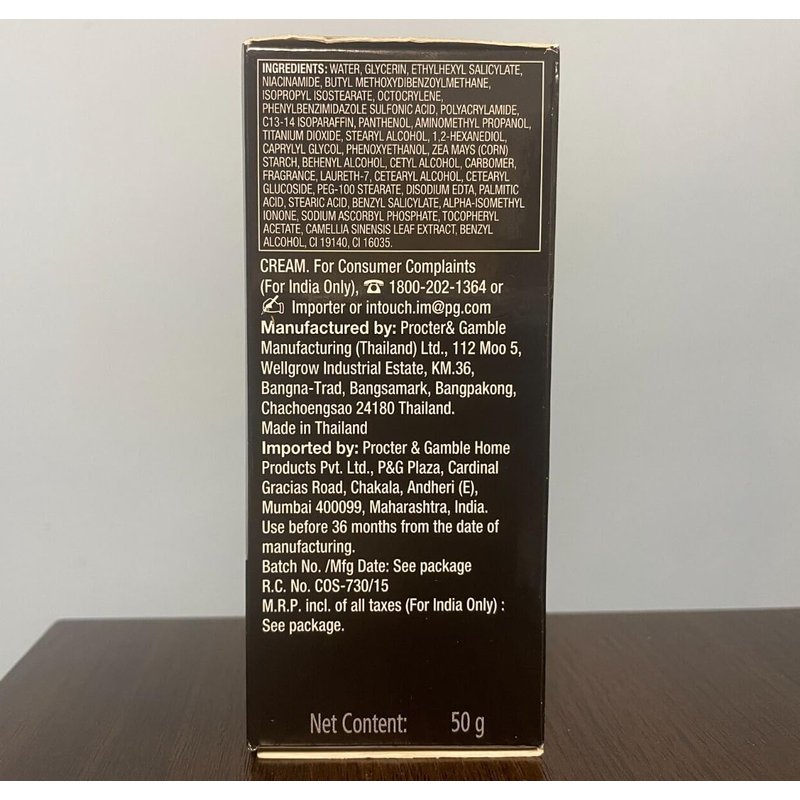 INGREDIENTS: WATER, GLYCERIN, ETHYLHEXYL SALICYLATE,
NIACINAMIDE, BUTYL METHOXYDIBENZOYLMETHANE,
ISOPROPYL ISOSTEARATE, OCTOCRYLENE,
PHENYLBENZIMIDAZOLE SULFONIC ACID, POLYACRYLAMIDE,
C13-14 ISOPARAFFIN, PANTHENOL, AMINOMETHYL PROPANOL,
TITANIUM DIOXIDE, STEARYL ALCOHOL, 1,2-HEXANEDIOL,
CAPRYLYL GLYCOL, PHENOXYETHANOL, ZEA MAYS (CORN)
STARCH, BEHENYL ALCOHOL, CETYL ALCOHOL, CARBOMER,
FRAGRANCE, LAURETH-7, CETEARYL ALCOHOL, CETEARYL
GLUCOSIDE, PEG-100 STEARATE, DISODIUM EDTA, PALMITIC
ACID, STEARIC ACID, BENZYL SALICYLATE, ALPHA-ISOMETHYL
IONONE, SODIUM ASCORBYL PHOSPHATE, TOCOPHERYL
ACETATE, CAMELLIA SINENSIS LEAF EXTRACT, BENZYL
ALCOHOL, CI 19140, CI 16035.
CREAM. For Consumer Complaints
(For India Only), ☎ 1800-202-1364 or
✍ Importer or intouch.im@pg.com
Manufactured by: Procter& Gamble
Manufacturing (Thailand) Ltd., 112 Moo 5,
Wellgrow Industrial Estate, KM.36,
Bangna-Trad, Bangsamark, Bangpakong,
Chachoengsao 24180 Thailand.
Made in Thailand
Imported by: Procter & Gamble Home
Products Pvt. Ltd., P&G Plaza, Cardinal
Gracias Road, Chakala, Andheri (E),
Mumbai 400099, Maharashtra, India.
Use before 36 months from the date of
manufacturing.
Batch No. /Mfg Date: See package
R.C. No. COS-730/15
M.R.P. incl. of all taxes (For India Only) :
See package.
Net Content: 50 g